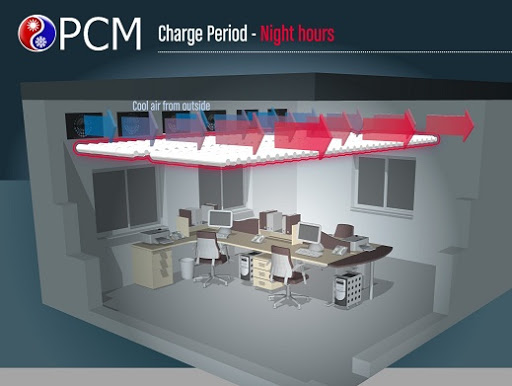 PCM
Charge Period - Night hours
Cool air from outside